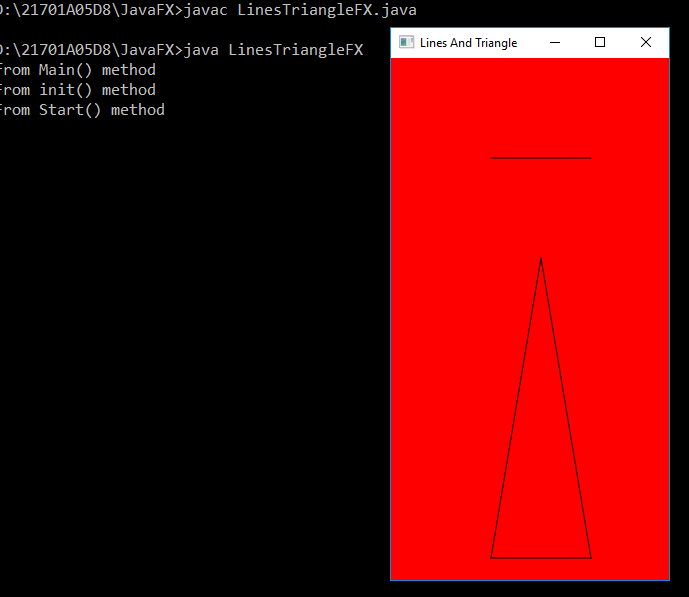 D:\21701A05D8\JavaFX>javac LinesTriangleFX.java
D:\21701A05D8\JavaFX>java LinesTriangleFX
from Main() method
From init() method
From Start() method
Lines And Triangle